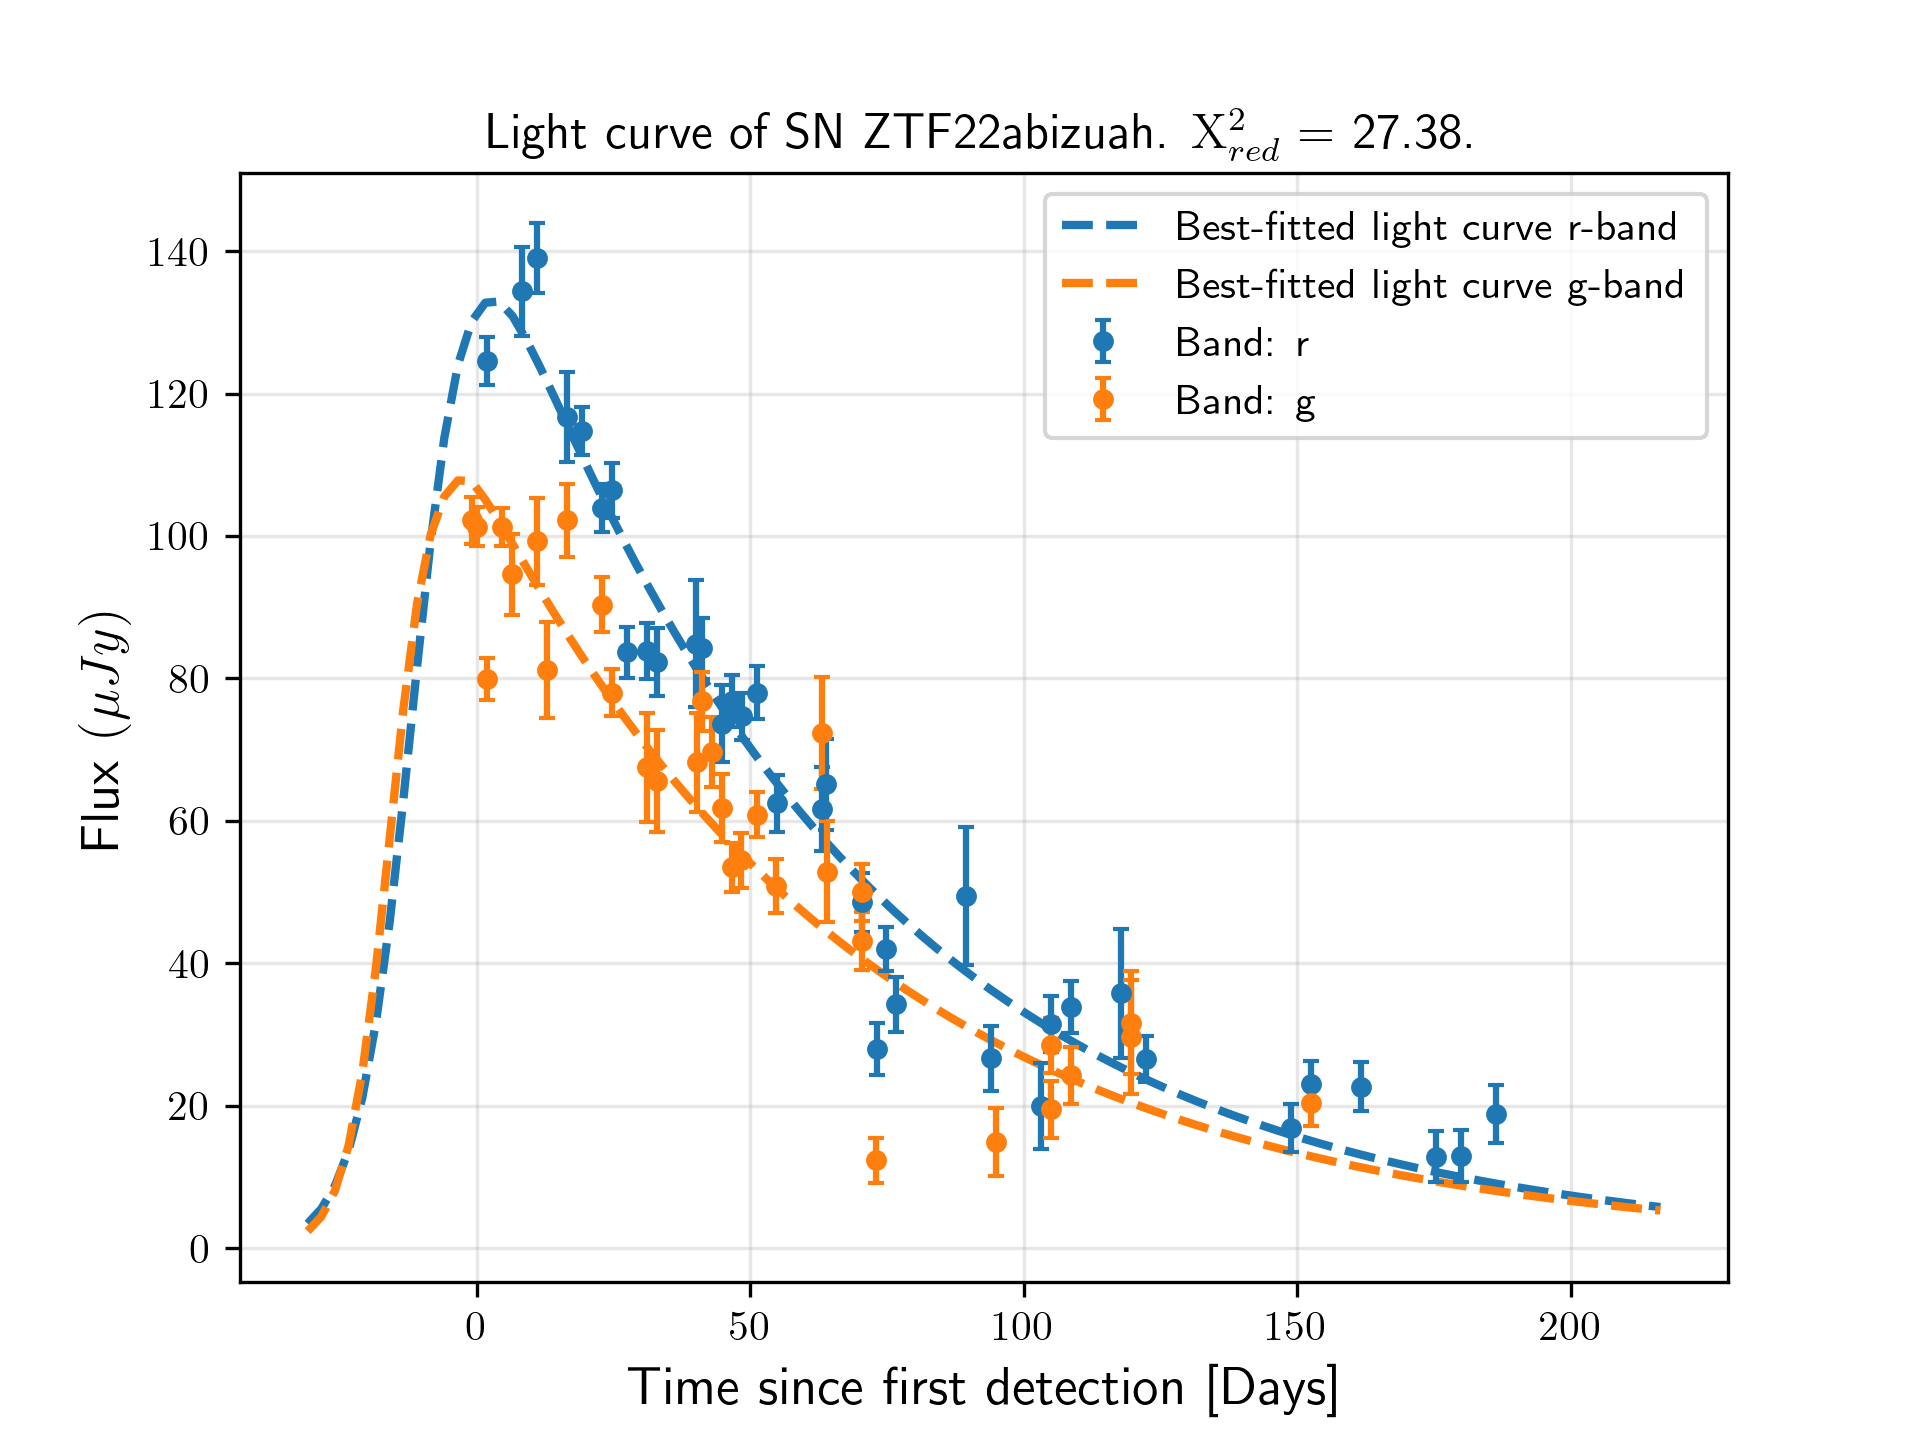 Light curve of SN ZTF22abizuah. X²_red = 27.38.
Best-fitted light curve r-band
Best-fitted light curve g-band
Band: r
Band: g
Flux (μJy)
140
120
100
80
60
40
20
0
0 50 100 150 200
Time since first detection [Days]